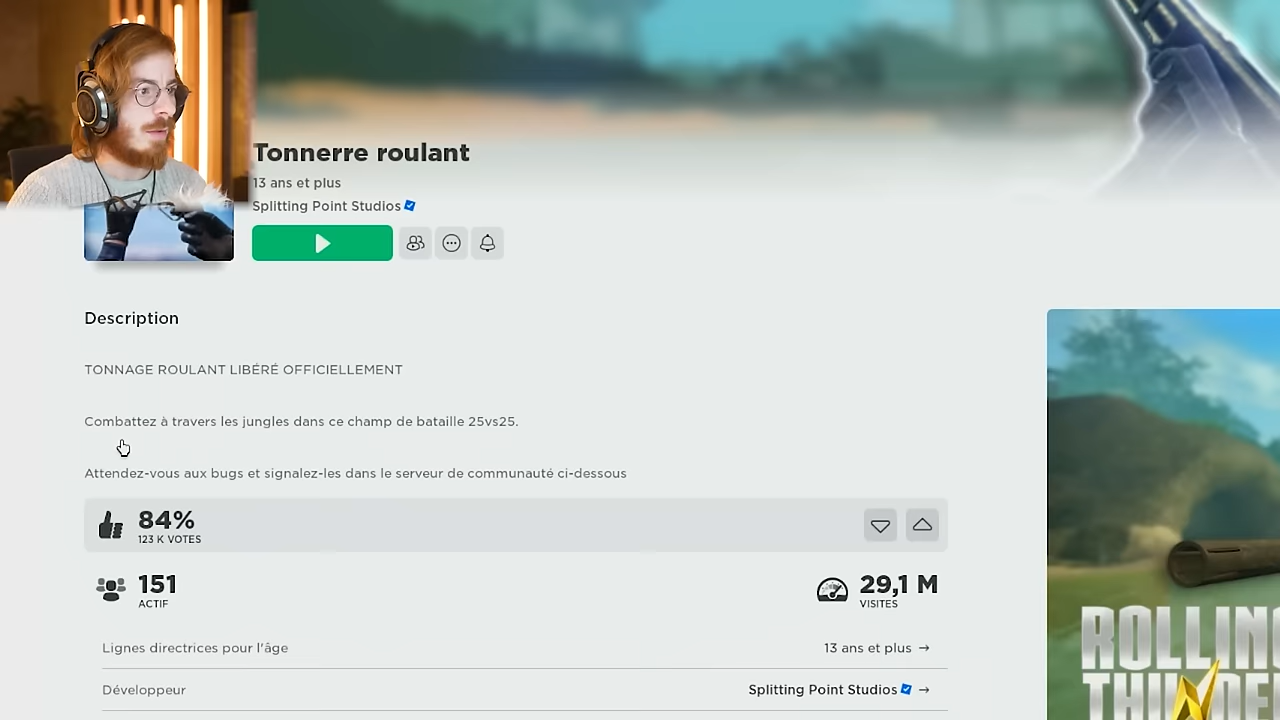 Tonnerre roulant
13 ans et plus
Splitting Point Studios
Description
TONNAGE ROULANT LIBÉRÉ OFFICIELLEMENT
Combattez à travers les jungles dans ce champ de bataille 25vs25.
Attendez-vous aux bugs et signalez-les dans le serveur de communauté ci-dessous
84%
123 K VOTES
151
ACTIF
29,1 M
VISITES
Lignes directrices pour l'âge
13 ans et plus →
Développeur
Splitting Point Studios →